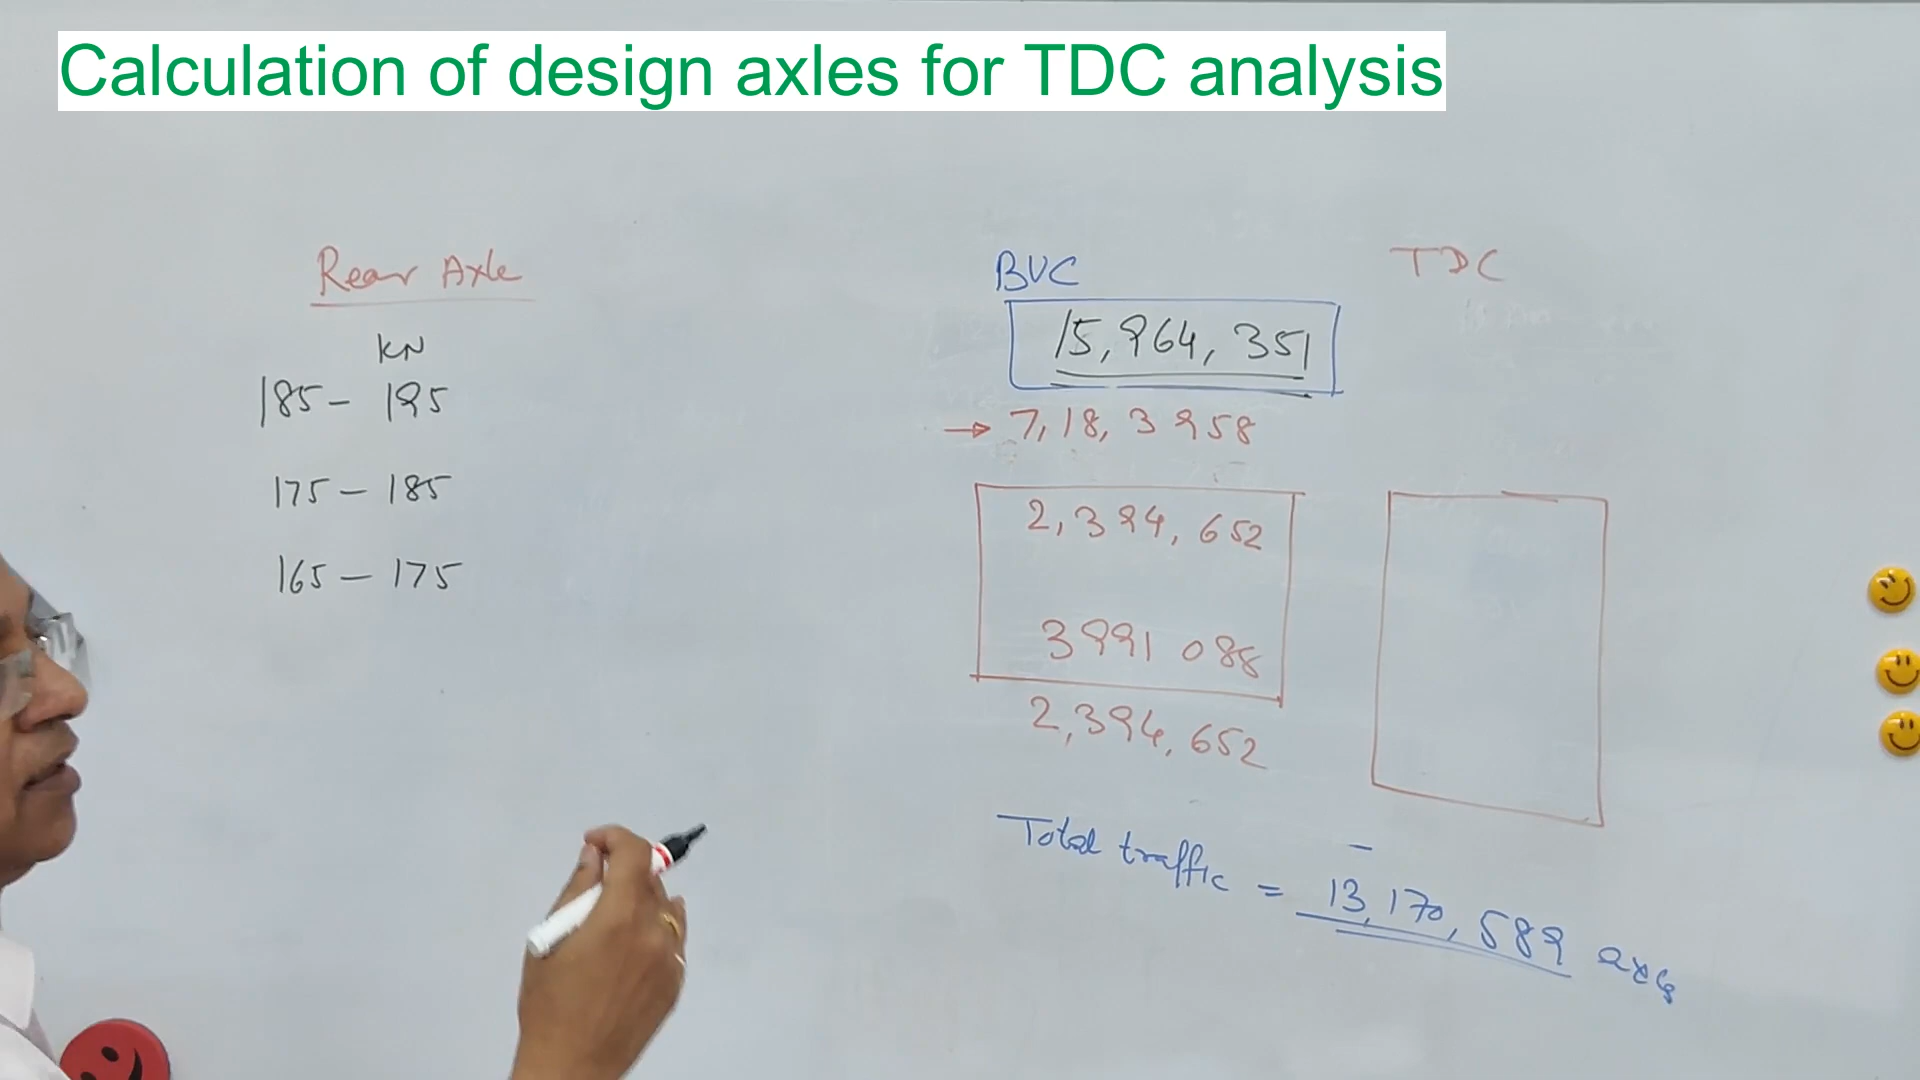 Calculation of design axles for TDC analysis
Rear Axle
KN
185 - 195
175 - 185
165 - 175
BUC
15,964,351
→ 7,18,3958
2,394,652
3991088
2,394,652
TDC
Total traffic = 13,170,589